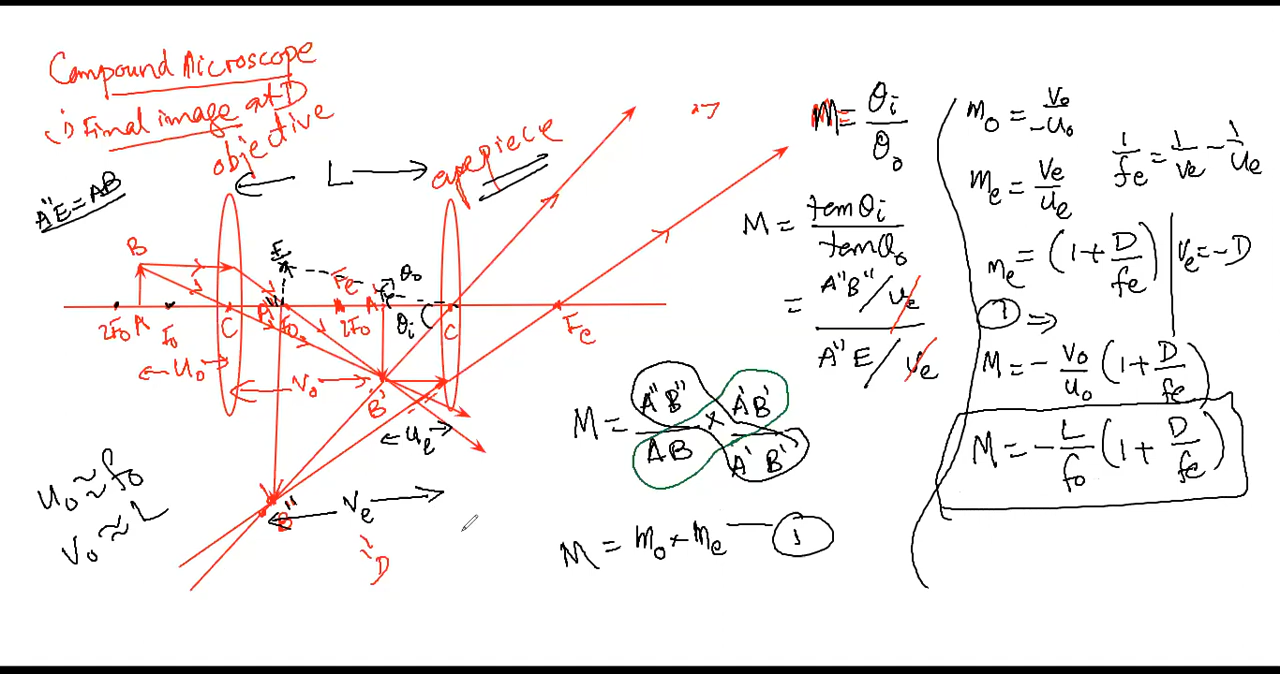 Compound Microscope
(i) Final image at D
objective
eyepiece
L
A"E = AB
B
E
Fe
θo
A"
A'
2Fo A Fo
C
Fo
2Fo
θi
C
Fe
uo
vo
B'
ue
B"
ve
≈ D
uo ≈ fo
vo ≈ L
M = θi / θo
M = tanθi / tanθo
= A"B" / ve / A"E / ve
M = A"B" / AB × A'B' / A'B'
M = mo × me — (1)
mo = vo / -uo
1/fe = 1/ve - 1/ue
me = ve / ue
me = (1 + D/fe) | ve = -D
(1) ⇒
M = - vo/uo (1 + D/fe)
M = - L/fo (1 + D/fe)